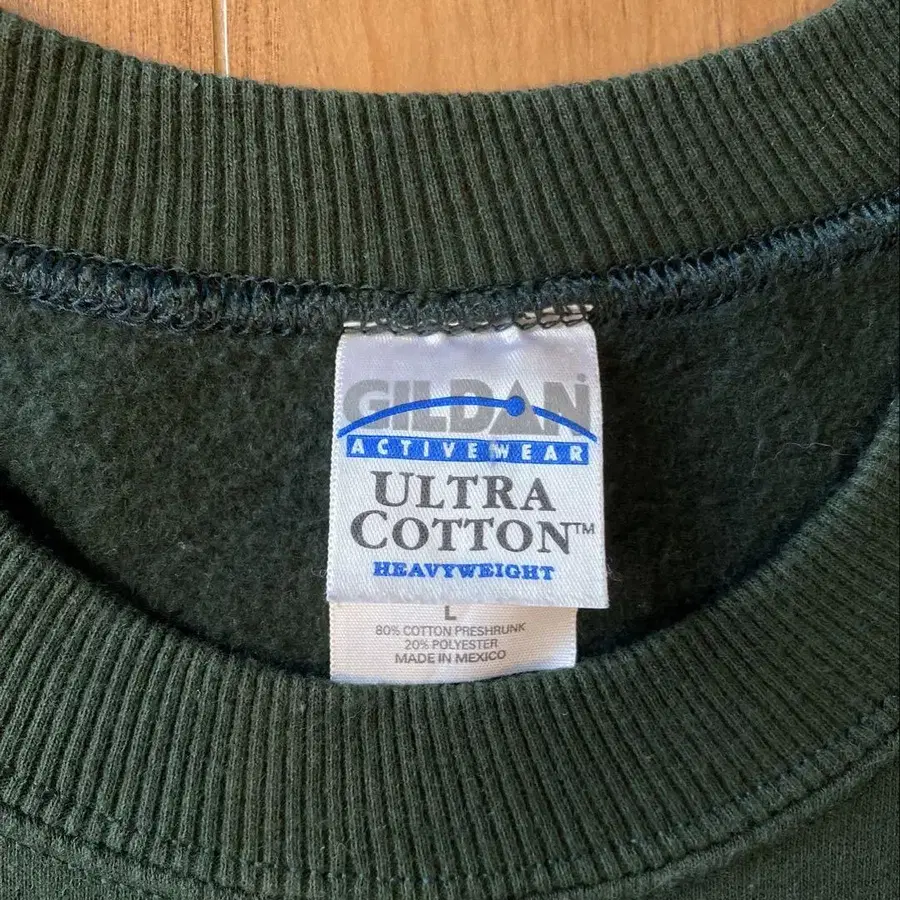 GILDAN
ACTIVEWEAR
ULTRA
COTTON™
HEAVYWEIGHT
L
80% COTTON PRESHRUNK
20% POLYESTER
MADE IN MEXICO